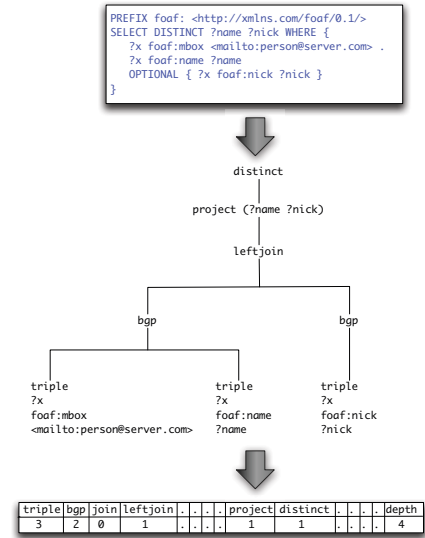 PREFIX foaf: <http://xmlns.com/foaf/0.1/>
SELECT DISTINCT ?name ?nick WHERE {
?x foaf:mbox <mailto:person@server.com> .
?x foaf:name ?name
OPTIONAL { ?x foaf:nick ?nick }
}
distinct
project (?name ?nick)
leftjoin
bgp bgp
triple triple triple
?x ?x ?x
foaf:mbox foaf:name foaf:nick
<mailto:person@server.com> ?name ?nick
triple bgp join leftjoin . . . . project distinct . . . . depth
3 2 0 1 . . . . 1 1 . . . . 4